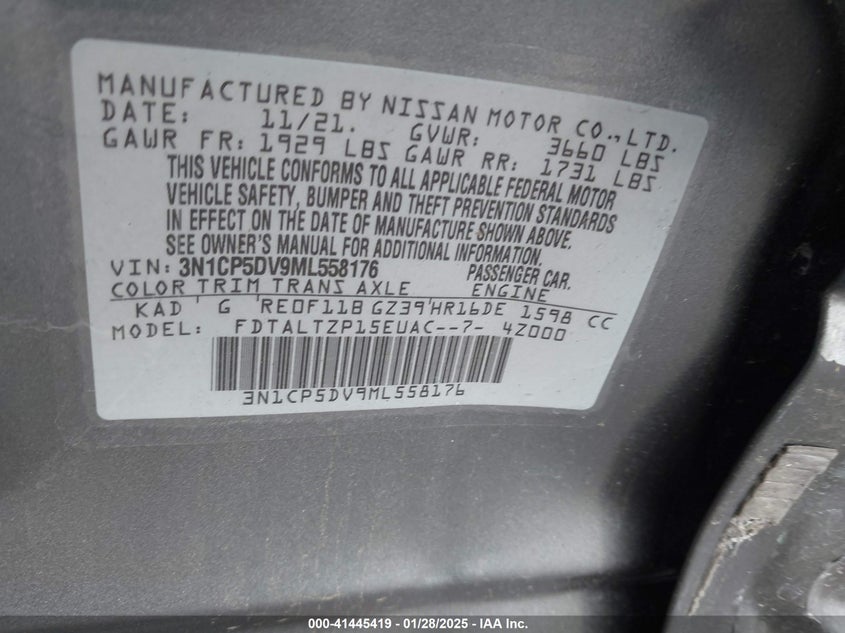 MANUFACTURED BY NISSAN MOTOR CO., LTD.
DATE: 11/21. GVWR: 3660 LBS
GAWR FR: 1929 LBS GAWR RR: 1731 LBS
THIS VEHICLE CONFORMS TO ALL APPLICABLE FEDERAL MOTOR
VEHICLE SAFETY, BUMPER AND THEFT PREVENTION STANDARDS
IN EFFECT ON THE DATE OF MANUFACTURE SHOWN ABOVE.
SEE OWNER'S MANUAL FOR ADDITIONAL INFORMATION.
VIN: 3N1CP5DV9ML558176 PASSENGER CAR.
COLOR TRIM TRANS AXLE ENGINE
KAD ' G 'RE0F11B GZ39'HR16DE 1598 CC
MODEL: FDTALTZP15EUAC--7- 4Z000
3N1CP5DV9ML558176
000-41445419 | 01/28/2025 | IAA Inc.